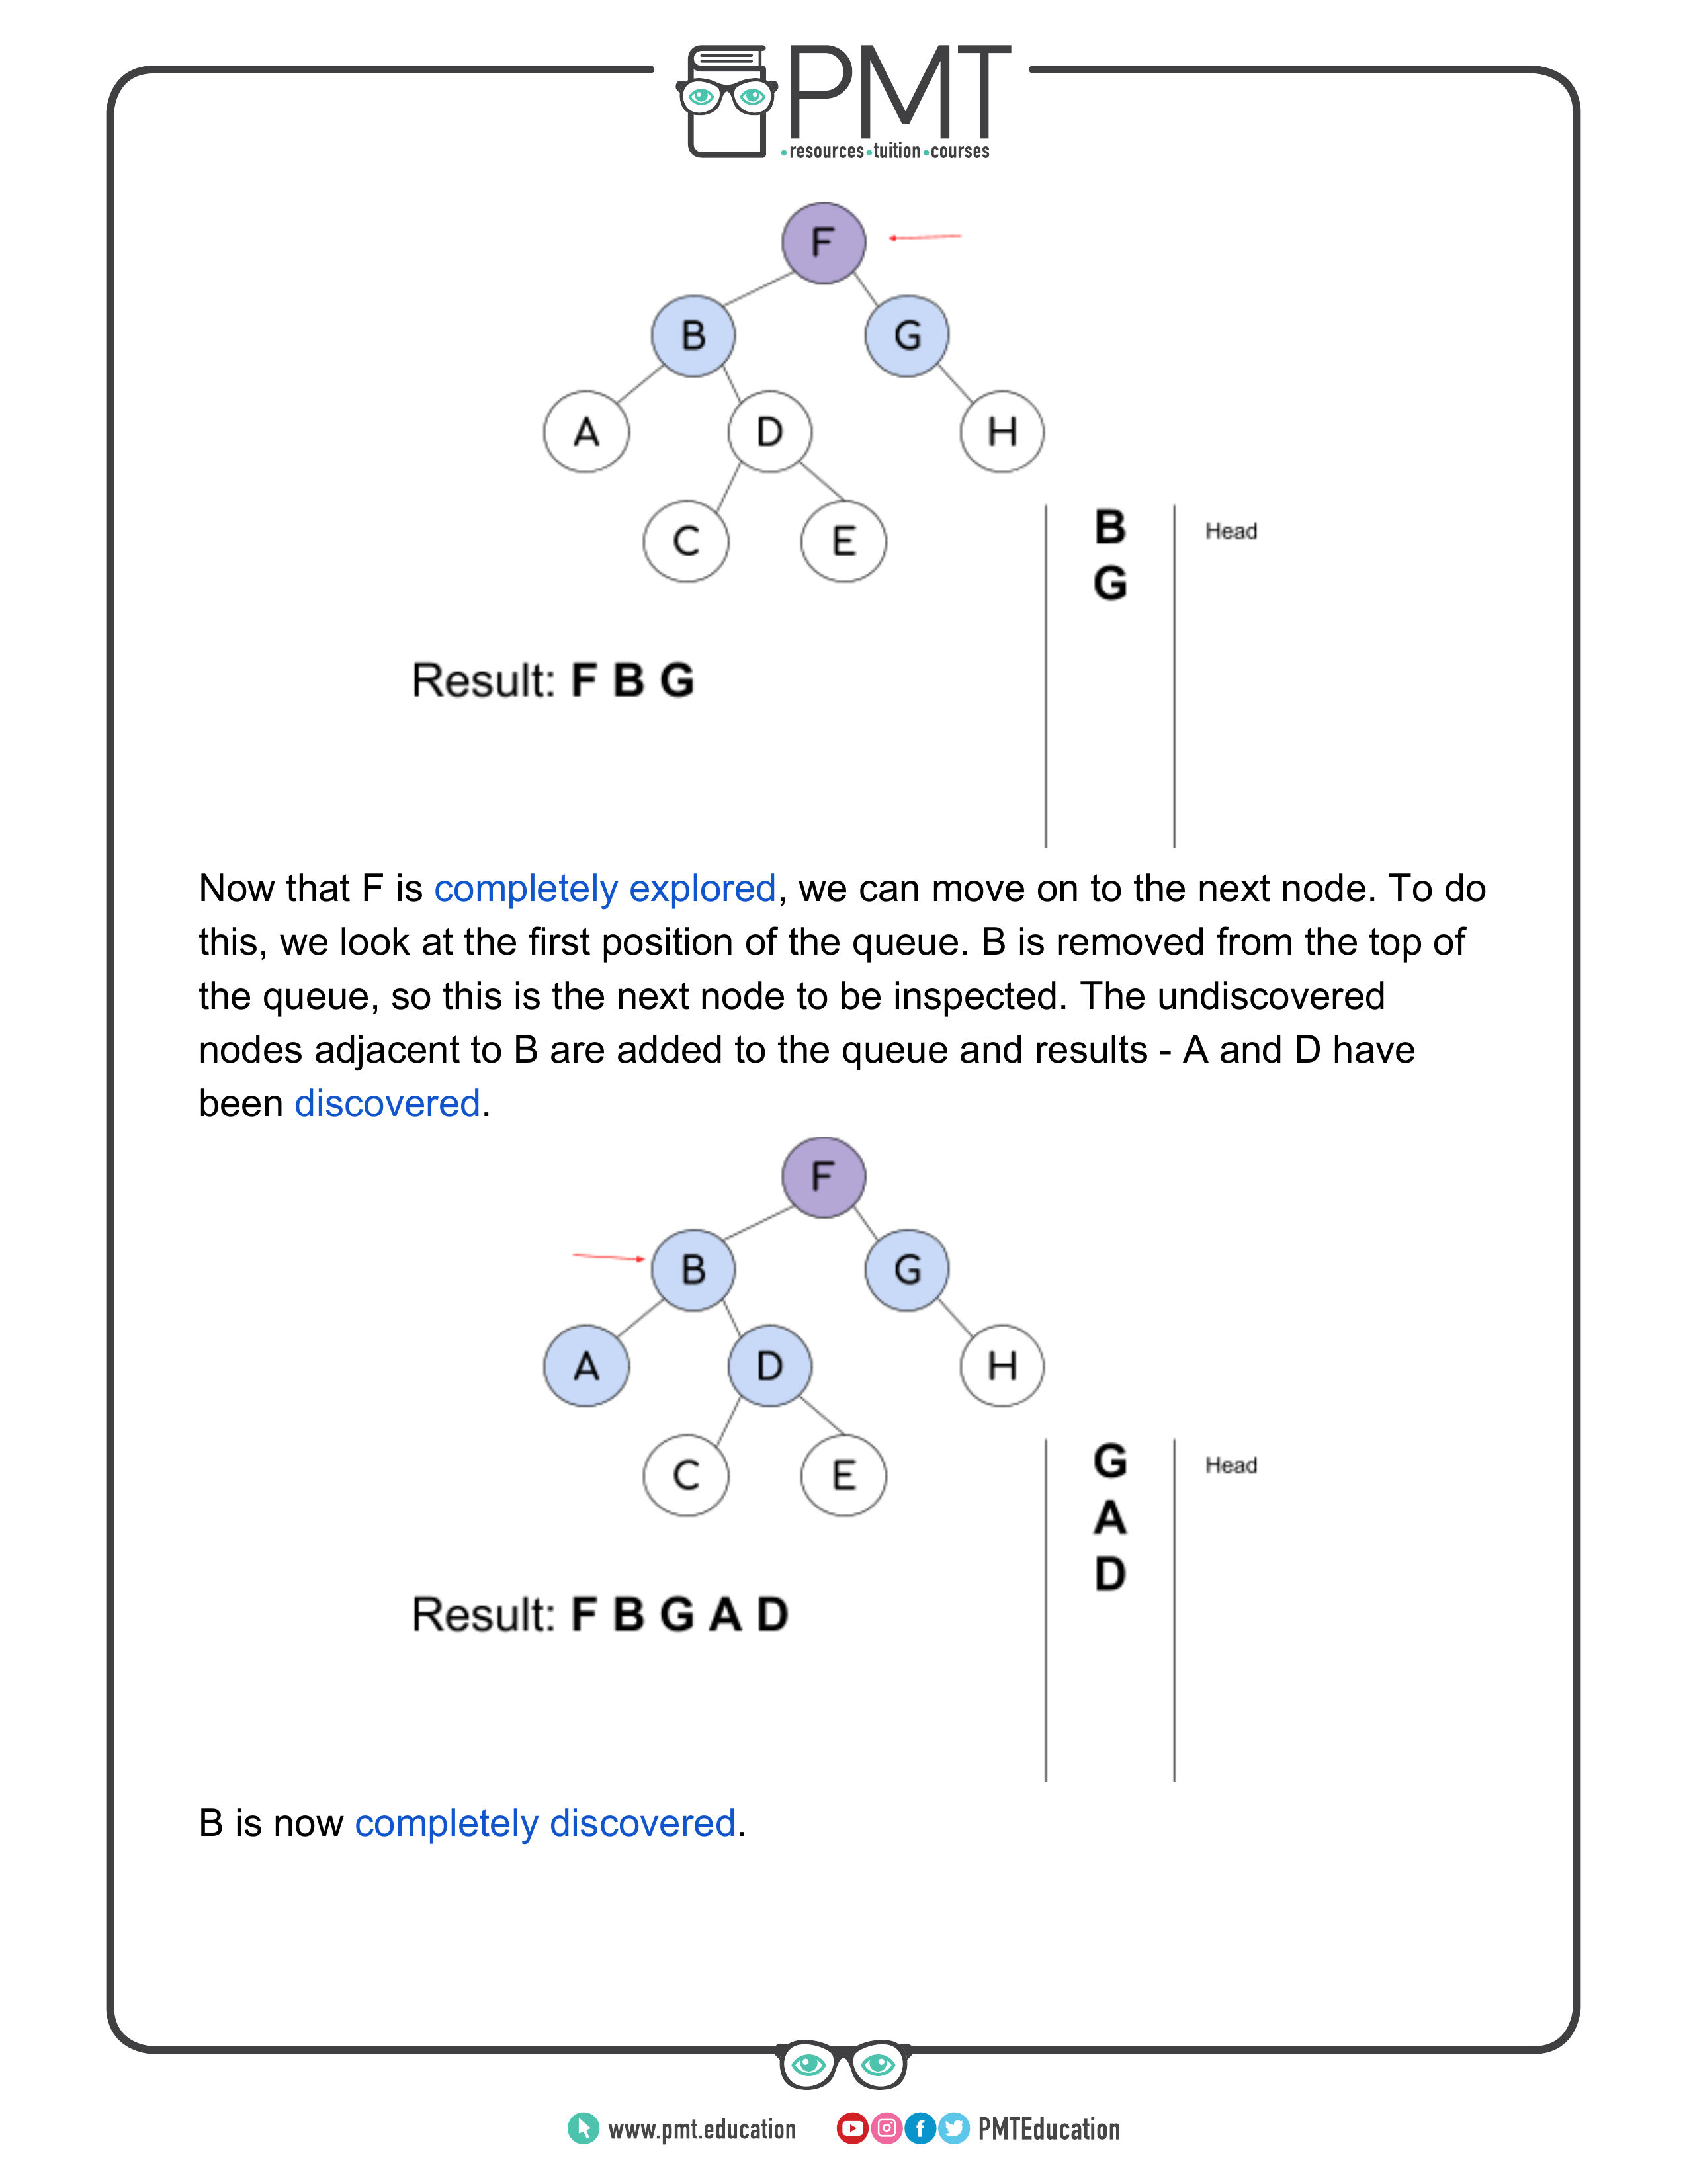 PMT
resources tuition courses
F
B G
A D H
C E
B Head
G
Result: F B G
Now that F is completely explored, we can move on to the next node. To do
this, we look at the first position of the queue. B is removed from the top of
the queue, so this is the next node to be inspected. The undiscovered
nodes adjacent to B are added to the queue and results - A and D have
been discovered.
F
B G
A D H
C E
G Head
A
D
Result: F B G A D
B is now completely discovered.
www.pmt.education PMTEducation